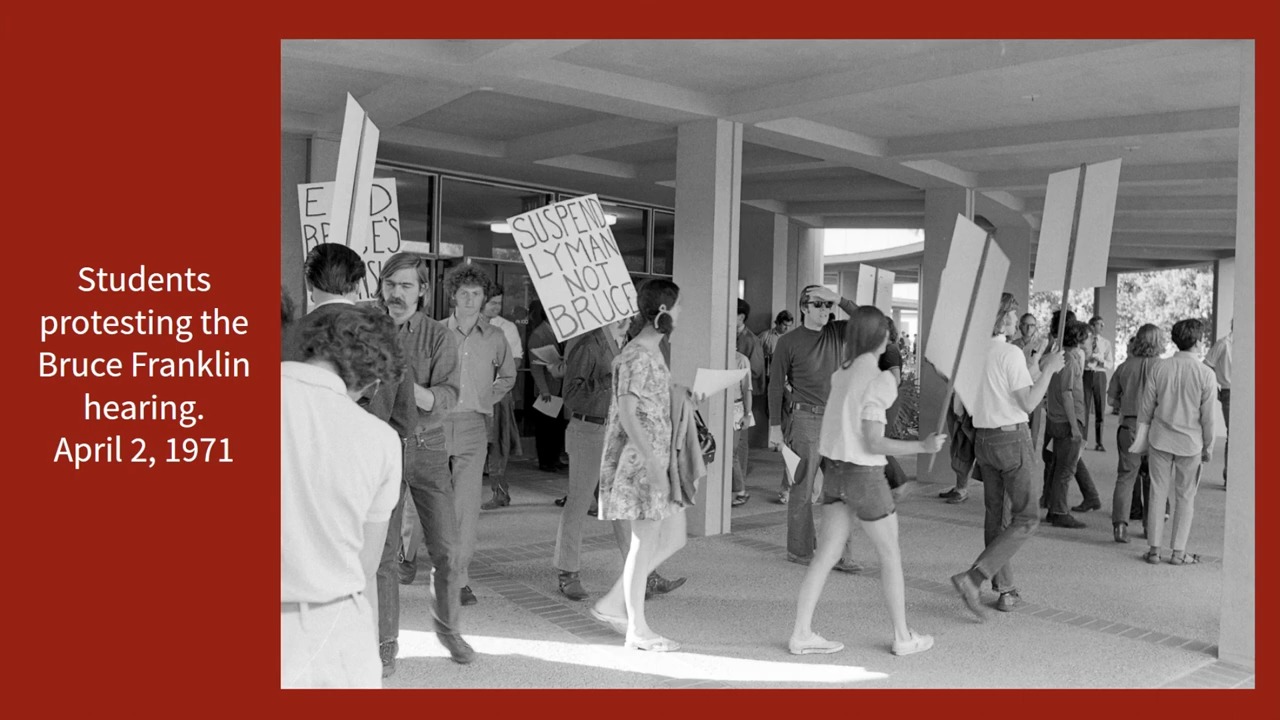 Students
protesting the
Bruce Franklin
hearing.
April 2, 1971
SUSPEND
LYMAN
NOT
BRUCE